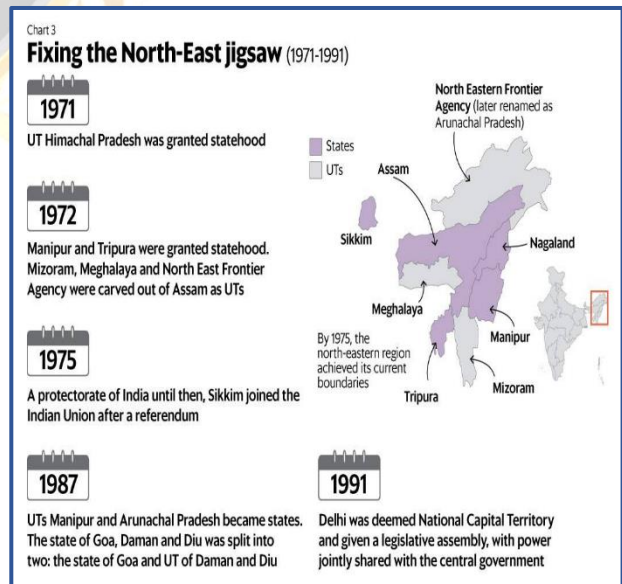 Chart 3
Fixing the North-East jigsaw (1971-1991)
1971
UT Himachal Pradesh was granted statehood
1972
Manipur and Tripura were granted statehood.
Mizoram, Meghalaya and North East Frontier
Agency were carved out of Assam as UTs
1975
A protectorate of India until then, Sikkim joined the
Indian Union after a referendum
1987
UTs Manipur and Arunachal Pradesh became states.
The state of Goa, Daman and Diu was split into
two: the state of Goa and UT of Daman and Diu
North Eastern Frontier
Agency (later renamed as
Arunachal Pradesh)
States
UTs
Assam
Sikkim
Nagaland
Meghalaya
Manipur
By 1975, the
north-eastern region
achieved its current
boundaries
Tripura
Mizoram
1991
Delhi was deemed National Capital Territory
and given a legislative assembly, with power
jointly shared with the central government